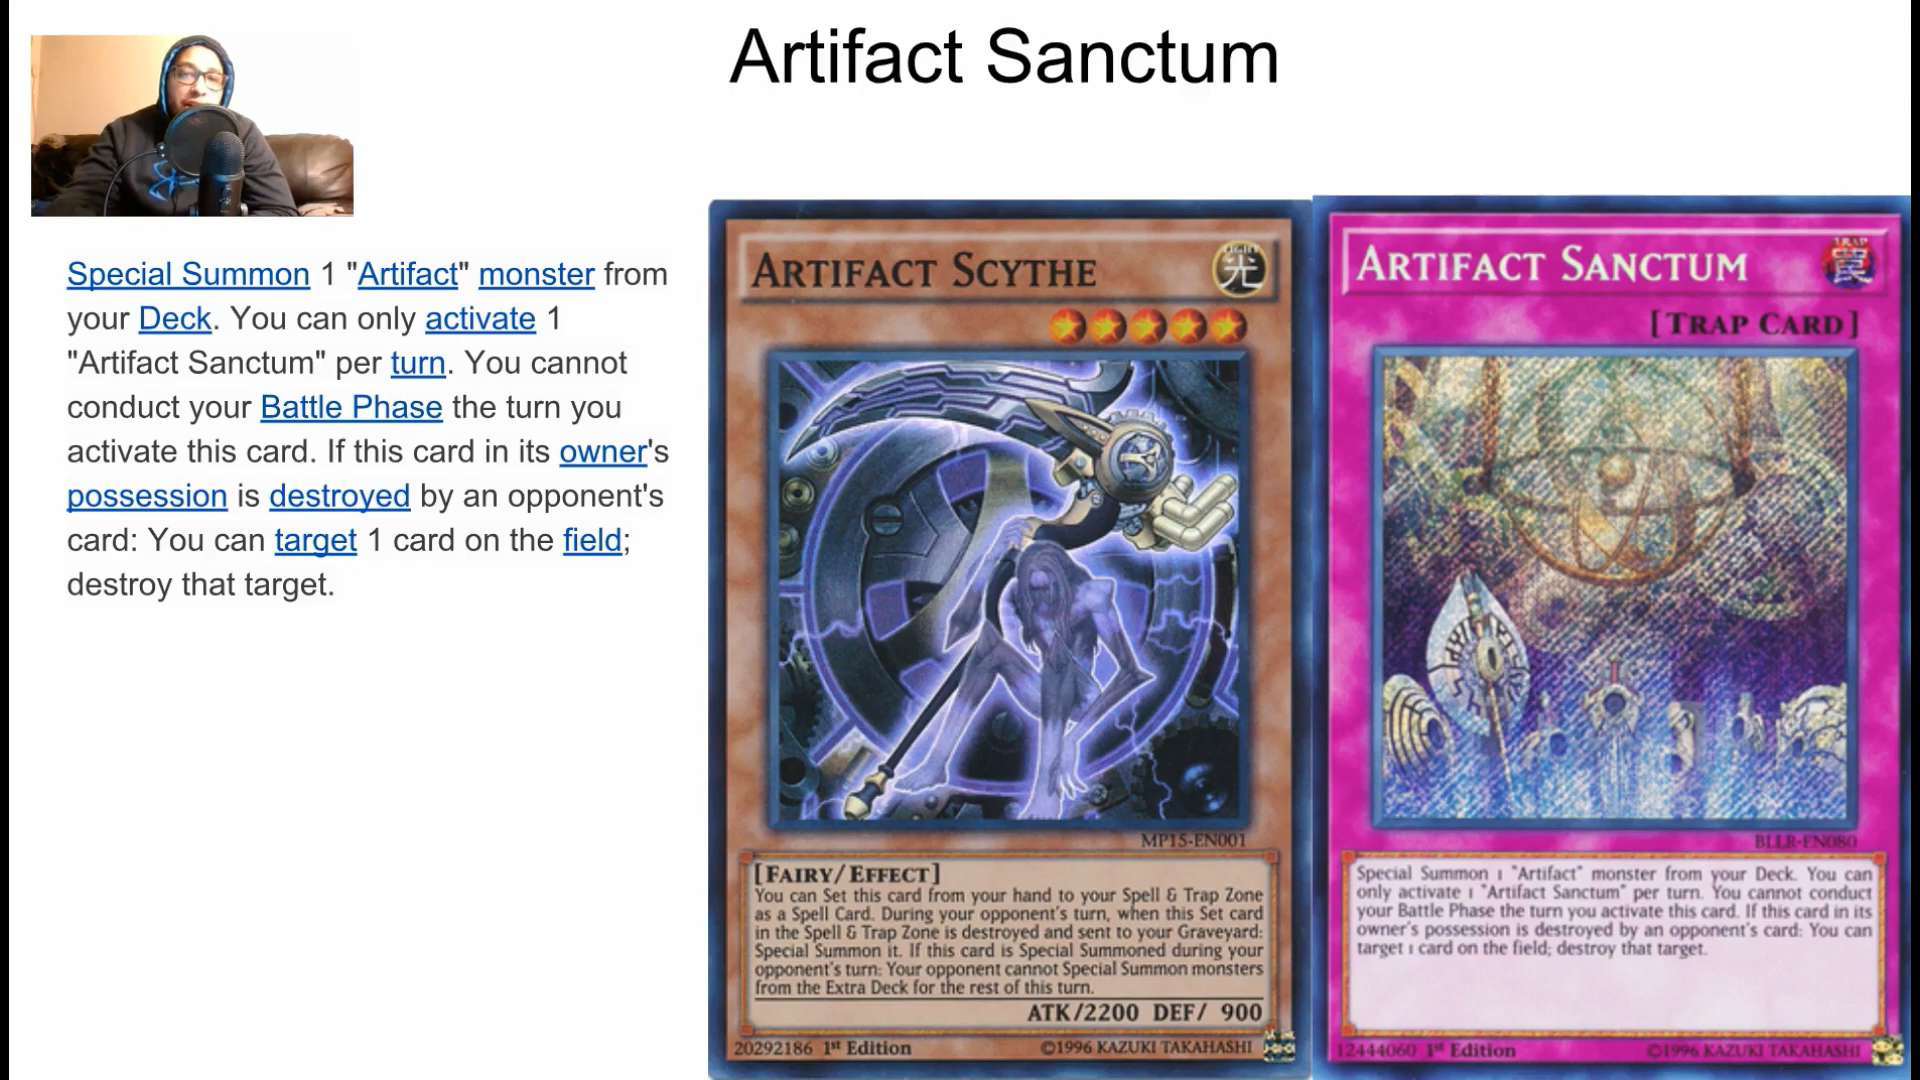 Artifact Sanctum
Special Summon 1 "Artifact" monster from
your Deck. You can only activate 1
"Artifact Sanctum" per turn. You cannot
conduct your Battle Phase the turn you
activate this card. If this card in its owner's
possession is destroyed by an opponent's
card: You can target 1 card on the field;
destroy that target.
ARTIFACT SCYTHE
LIGHT
光
MP15-EN001
[FAIRY/EFFECT]
You can Set this card from your hand to your Spell & Trap Zone
as a Spell Card. During your opponent's turn, when this Set card
in the Spell & Trap Zone is destroyed and sent to your Graveyard:
Special Summon it. If this card is Special Summoned during your
opponent's turn: Your opponent cannot Special Summon monsters
from the Extra Deck for the rest of this turn.
ATK/2200 DEF/ 900
20292186 1st Edition ©1996 KAZUKI TAKAHASHI
ARTIFACT SANCTUM
TRAP
罠
[TRAP CARD]
BLLR-EN080
Special Summon 1 "Artifact" monster from your Deck. You can
only activate 1 "Artifact Sanctum" per turn. You cannot conduct
your Battle Phase the turn you activate this card. If this card in its
owner's possession is destroyed by an opponent's card: You can
target 1 card on the field; destroy that target.
12444060 1st Edition ©1996 KAZUKI TAKAHASHI